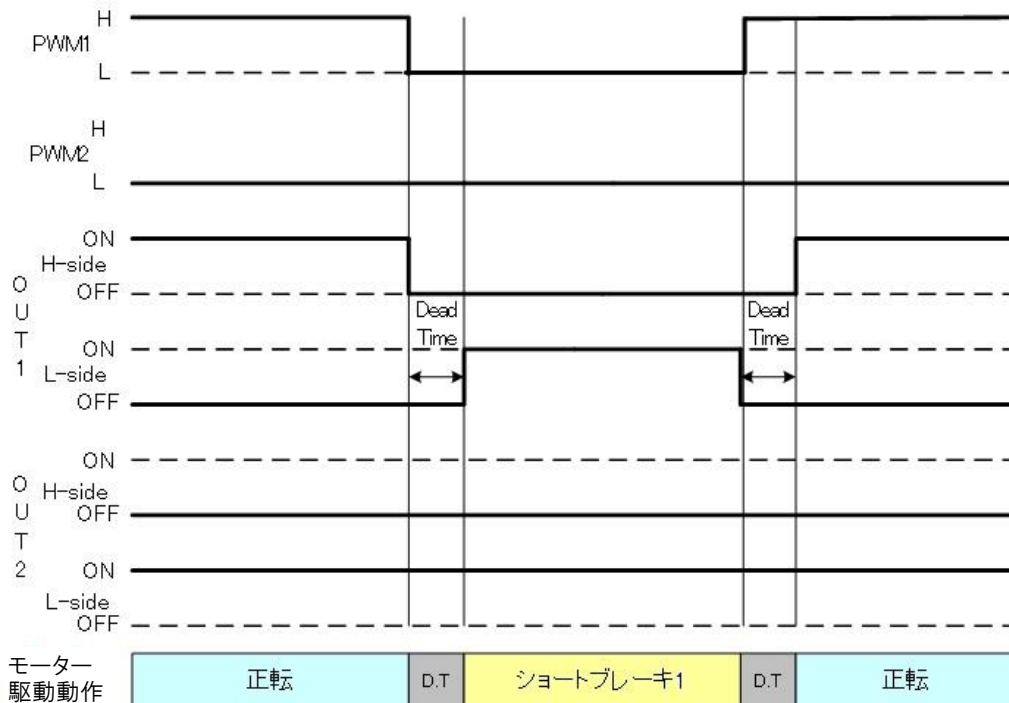 H
PWM1
L
H
PWM2
L
ON
H-side
OFF
OUT1
Dead Time
Dead Time
ON
L-side
OFF
ON
H-side
OFF
OUT2
ON
L-side
OFF
モーター
駆動動作
正転
D.T
ショートブレーキ1
D.T
正転